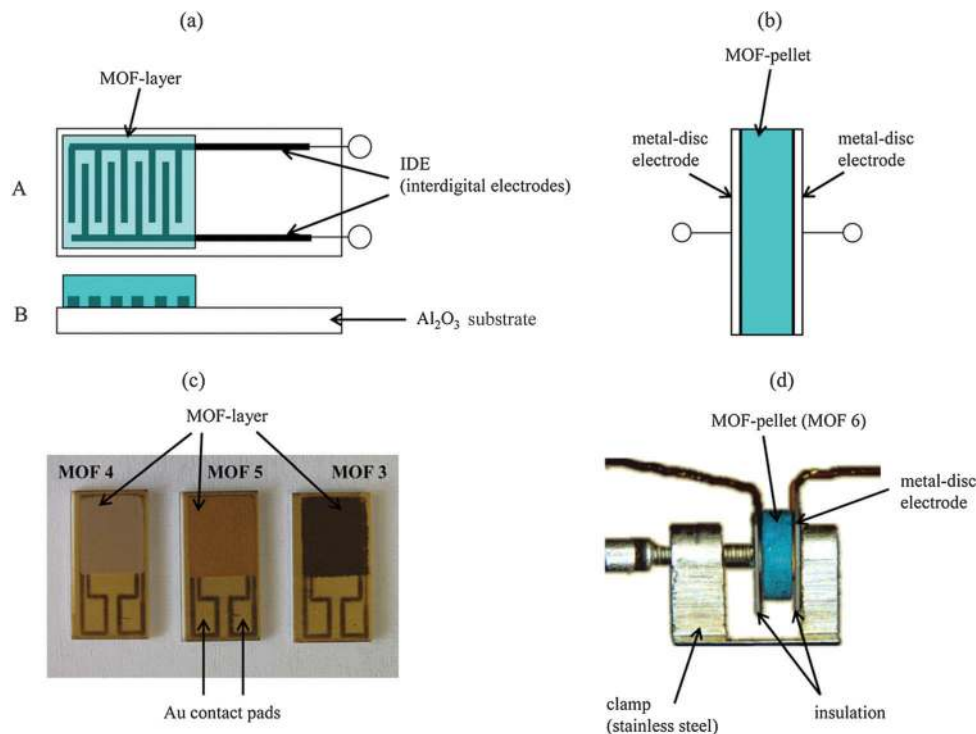 (a)
MOF-layer
A
IDE
(interdigital electrodes)
B
Al₂O₃ substrate
(b)
MOF-pellet
metal-disc
electrode
metal-disc
electrode
(c)
MOF-layer
MOF 4
MOF 5
MOF 3
Au contact pads
(d)
MOF-pellet (MOF 6)
metal-disc
electrode
clamp
(stainless steel)
insulation